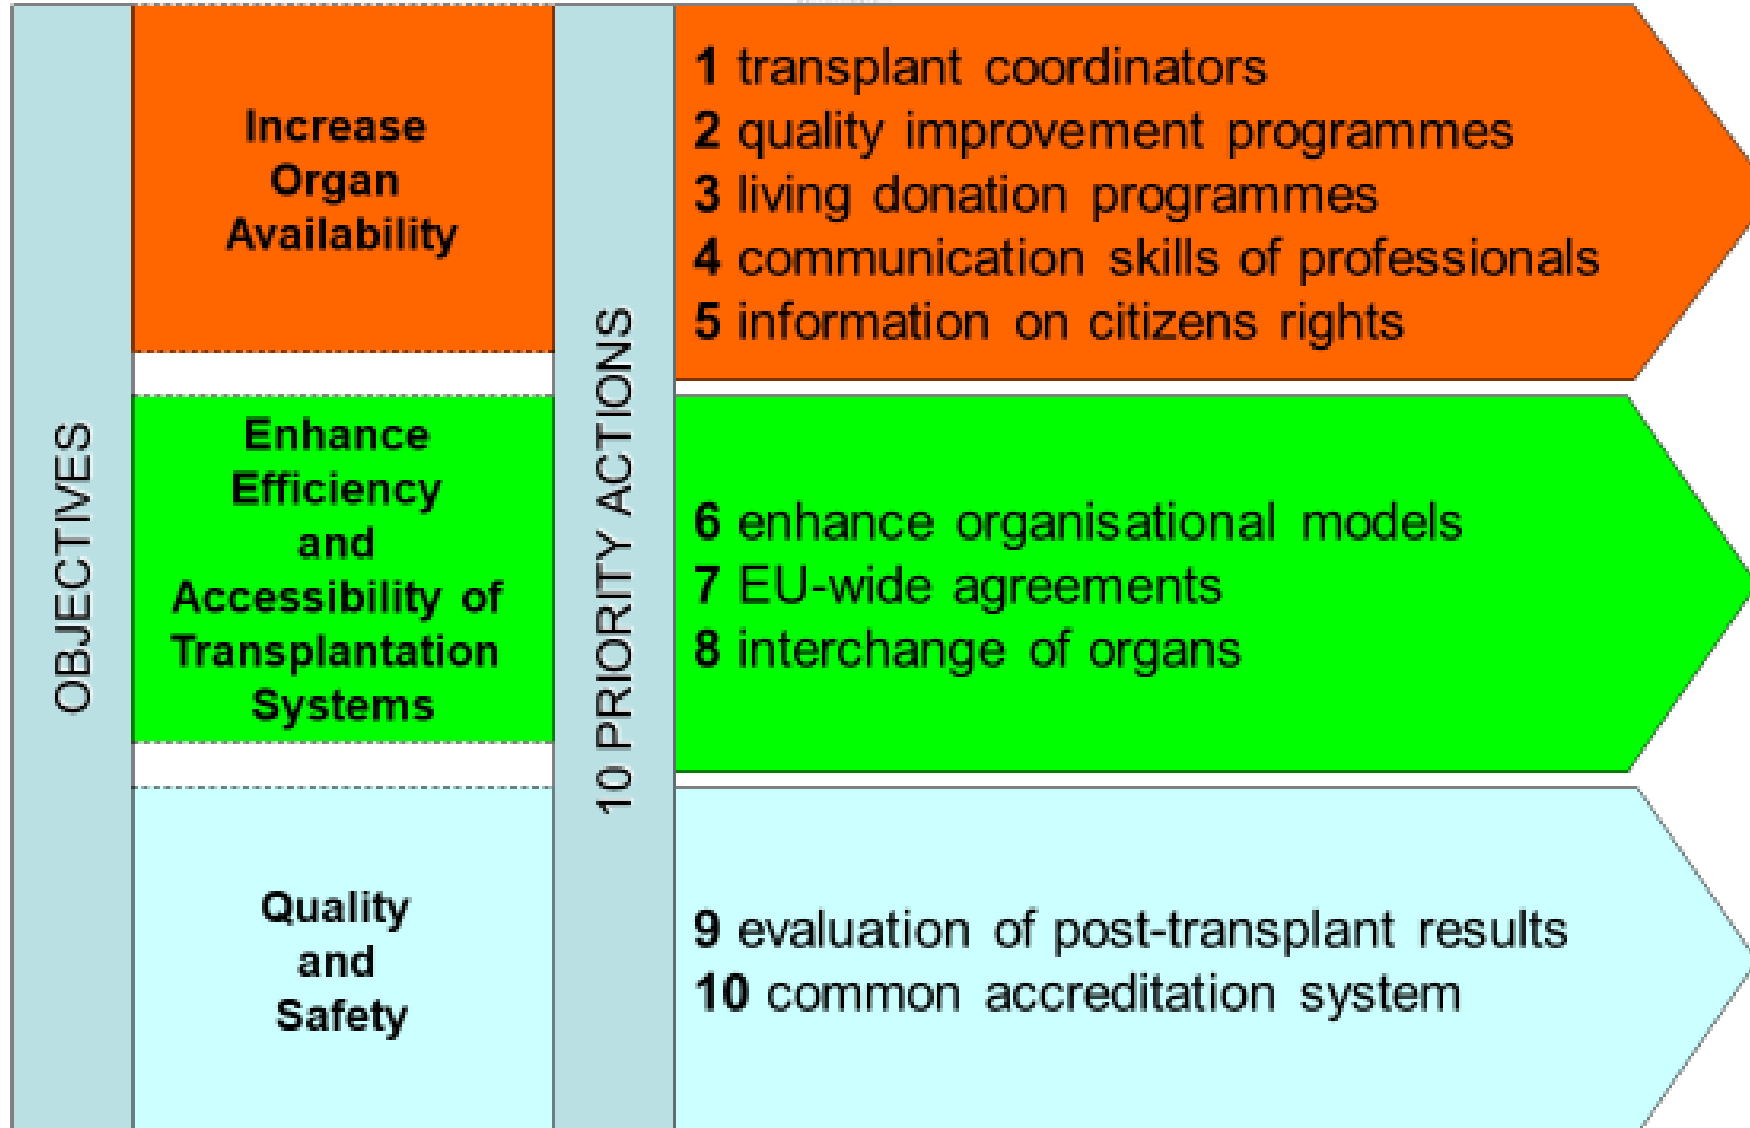 OBJECTIVES
Increase
Organ
Availability
Enhance
Efficiency
and
Accessibility of
Transplantation
Systems
Quality
and
Safety
10 PRIORITY ACTIONS
1 transplant coordinators
2 quality improvement programmes
3 living donation programmes
4 communication skills of professionals
5 information on citizens rights
6 enhance organisational models
7 EU-wide agreements
8 interchange of organs
9 evaluation of post-transplant results
10 common accreditation system